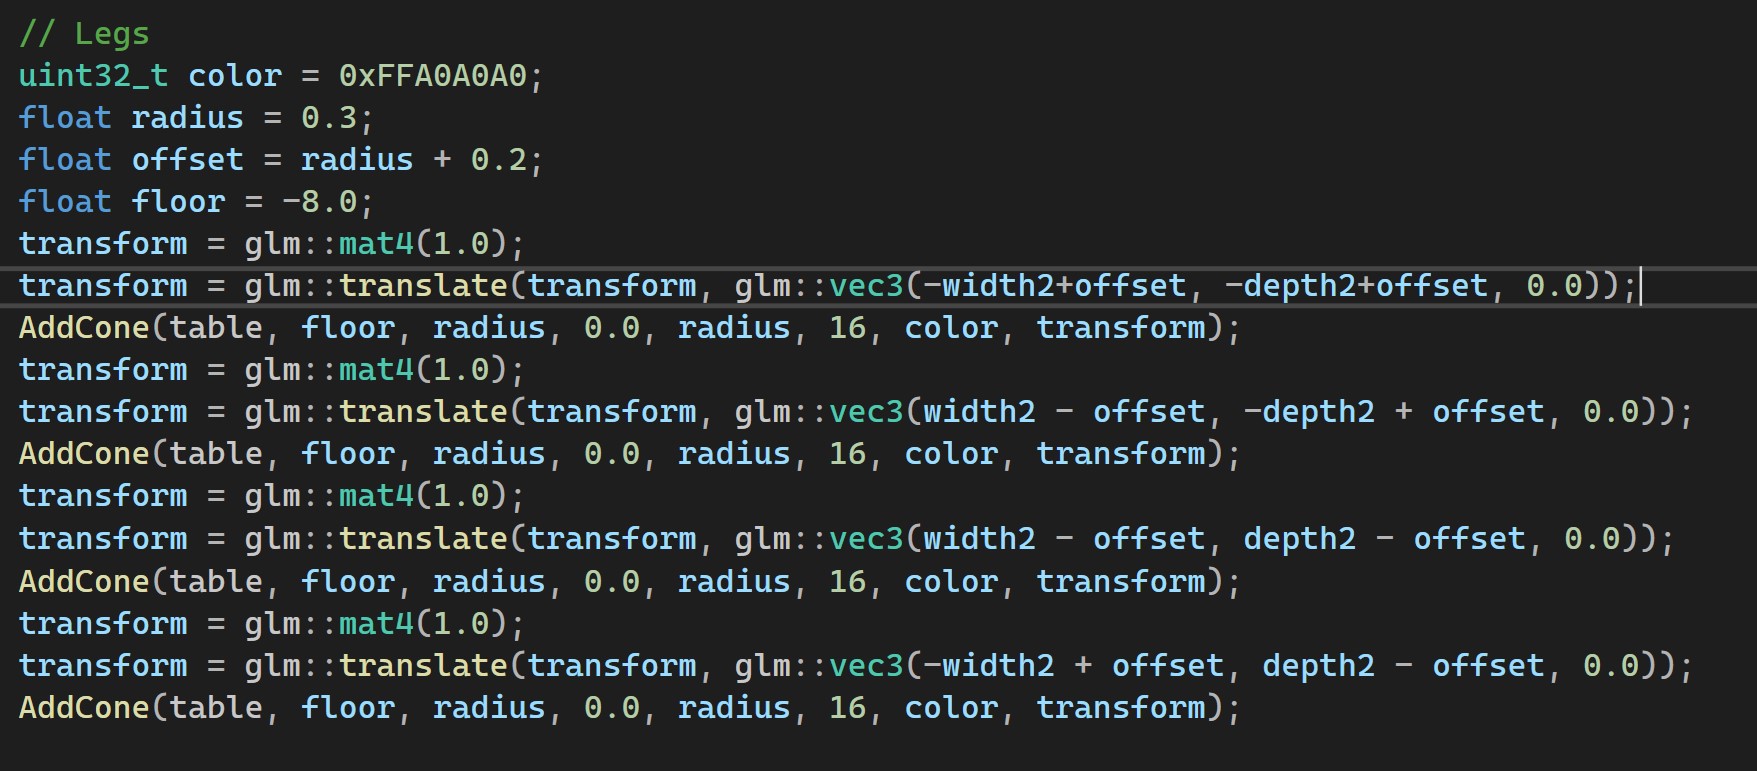 // Legs
uint32_t color = 0xFFA0A0A0;
float radius = 0.3;
float offset = radius + 0.2;
float floor = -8.0;
transform = glm::mat4(1.0);
transform = glm::translate(transform, glm::vec3(-width2+offset, -depth2+offset, 0.0));
AddCone(table, floor, radius, 0.0, radius, 16, color, transform);
transform = glm::mat4(1.0);
transform = glm::translate(transform, glm::vec3(width2 - offset, -depth2 + offset, 0.0));
AddCone(table, floor, radius, 0.0, radius, 16, color, transform);
transform = glm::mat4(1.0);
transform = glm::translate(transform, glm::vec3(width2 - offset, depth2 - offset, 0.0));
AddCone(table, floor, radius, 0.0, radius, 16, color, transform);
transform = glm::mat4(1.0);
transform = glm::translate(transform, glm::vec3(-width2 + offset, depth2 - offset, 0.0));
AddCone(table, floor, radius, 0.0, radius, 16, color, transform);